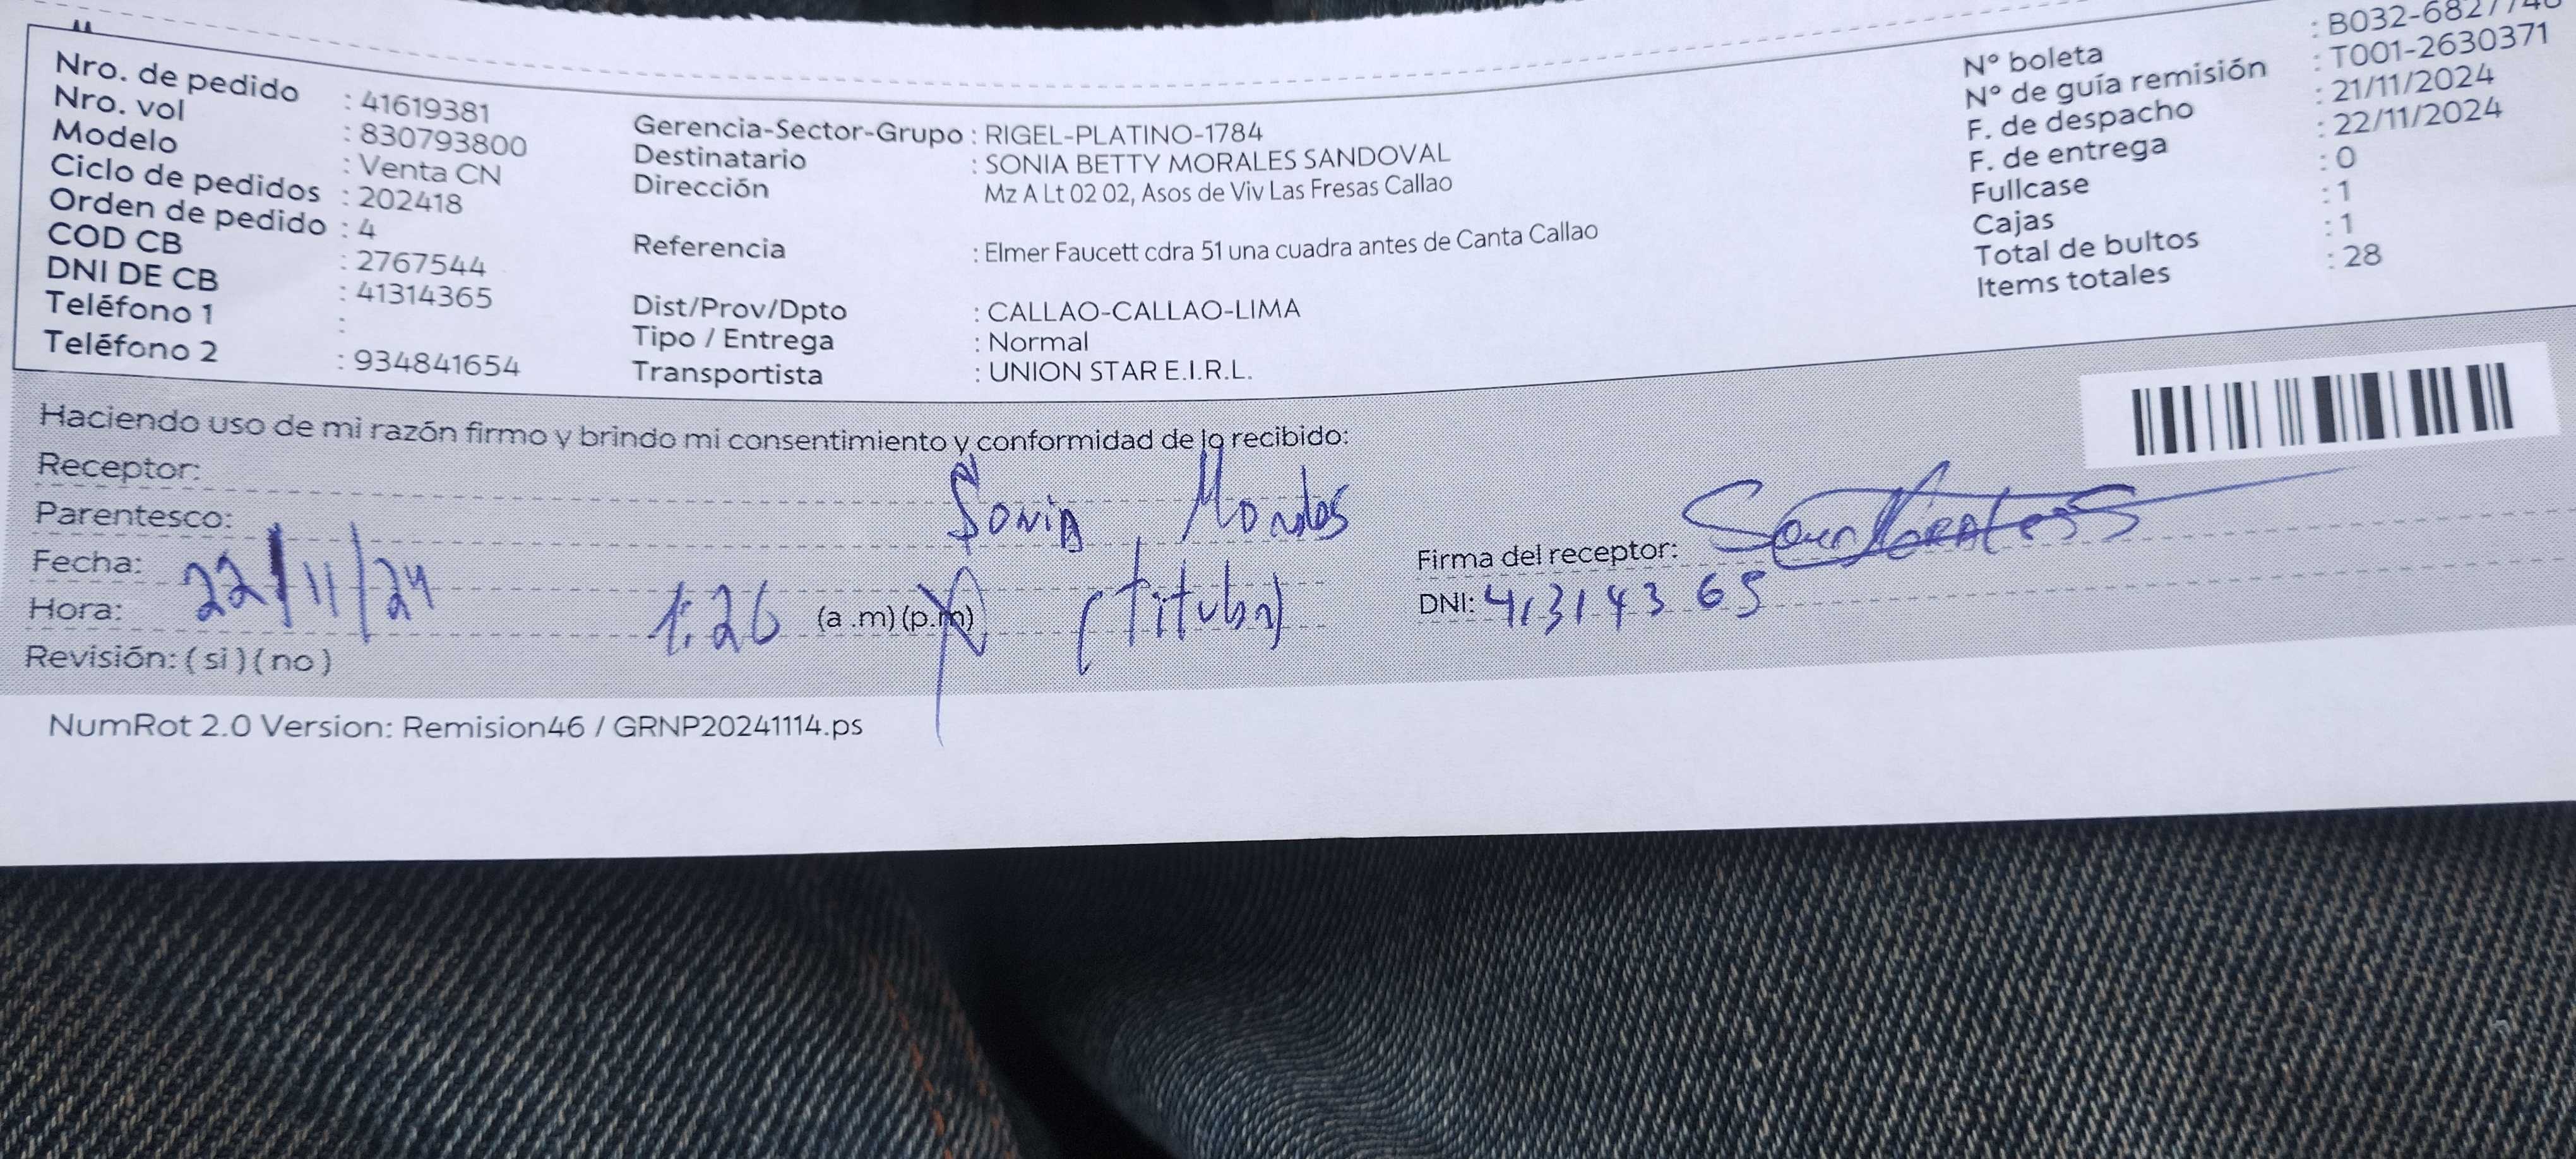 Nro. de pedido : 41619381
Nro. vol : 830793800
Modelo : Venta CN
Ciclo de pedidos : 202418
Orden de pedido : 4
COD CB : 2767544
DNI DE CB : 41314365
Teléfono 1 :
Teléfono 2 : 934841654
Gerencia-Sector-Grupo : RIGEL-PLATINO-1784
Destinatario : SONIA BETTY MORALES SANDOVAL
Dirección Mz A Lt 02 02, Asos de Viv Las Fresas Callao
Referencia : Elmer Faucett cdra 51 una cuadra antes de Canta Callao
Dist/Prov/Dpto : CALLAO-CALLAO-LIMA
Tipo / Entrega : Normal
Transportista : UNION STAR E.I.R.L.
Nº boleta : B032-6827748
Nº de guía remisión : T001-2630371
F. de despacho : 21/11/2024
F. de entrega : 22/11/2024
Fullcase : 0
Cajas : 1
Total de bultos : 1
Items totales : 28
Haciendo uso de mi razón firmo y brindo mi consentimiento y conformidad de lo recibido:
Receptor: Sonia Morales
Parentesco: (Titular)
Fecha: 22/11/24
Hora: 1:26 (a .m) (p.m)
Revisión: ( si ) ( no )
Firma del receptor:
DNI: 41314365
NumRot 2.0 Version: Remision46 / GRNP20241114.ps